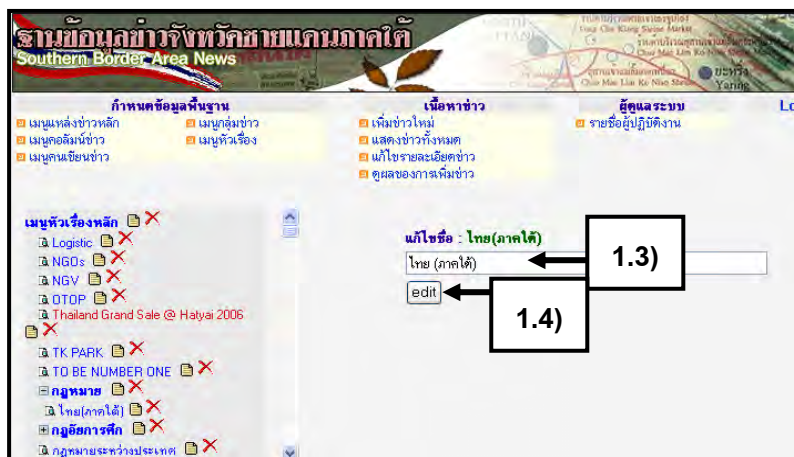 ฐานข้อมูลข่าวจังหวัดชายแดนภาคใต้
Southern Border Area News
กำหนดข้อมูลพื้นฐาน
เมนูแหล่งข่าวหลัก
เมนูกลุ่มข่าว
เมนูคอลัมน์ข่าว
เมนูหัวเรื่อง
เมนูคนเขียนข่าว
เนื้อหาข่าว
เพิ่มข่าวใหม่
แสดงข่าวทั้งหมด
แก้ไขรายละเอียดข่าว
ดูผลของการเพิ่มข่าว
ผู้ดูแลระบบ
รายชื่อผู้ปฏิบัติงาน
Lo
เมนูหัวเรื่องหลัก
Logistic
NGOs
NGV
OTOP
Thailand Grand Sale @ Hatyai 2006
TK PARK
TO BE NUMBER ONE
กฎหมาย
ไทย(ภาคใต้)
กฎอัยการศึก
กฎหมายระหว่างประเทศ
แก้ไขชื่อ : ไทย(ภาคใต้)
ไทย (ภาคใต้)
1.3)
edit
1.4)